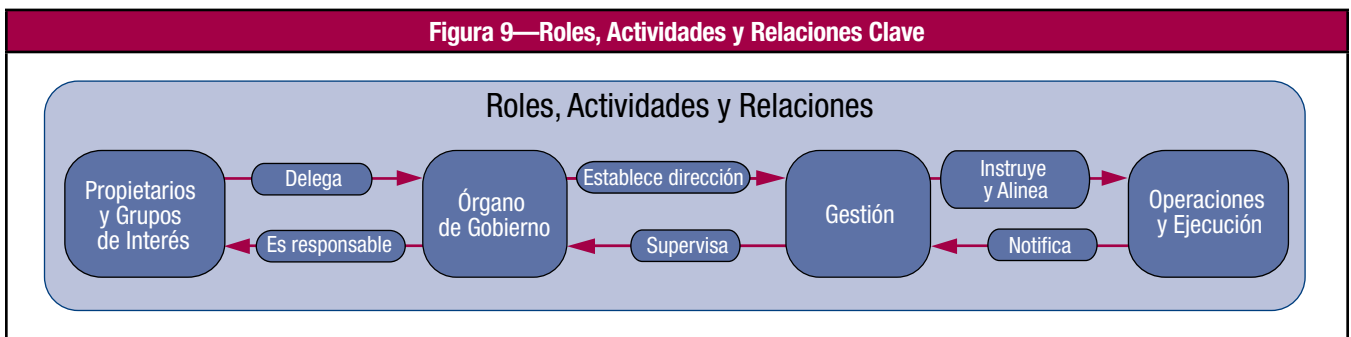 Figura 9—Roles, Actividades y Relaciones Clave
Roles, Actividades y Relaciones
Propietarios
y Grupos
de Interés
Delega
Es responsable
Órgano
de Gobierno
Establece dirección
Supervisa
Gestión
Instruye
y Alinea
Notifica
Operaciones
y Ejecución